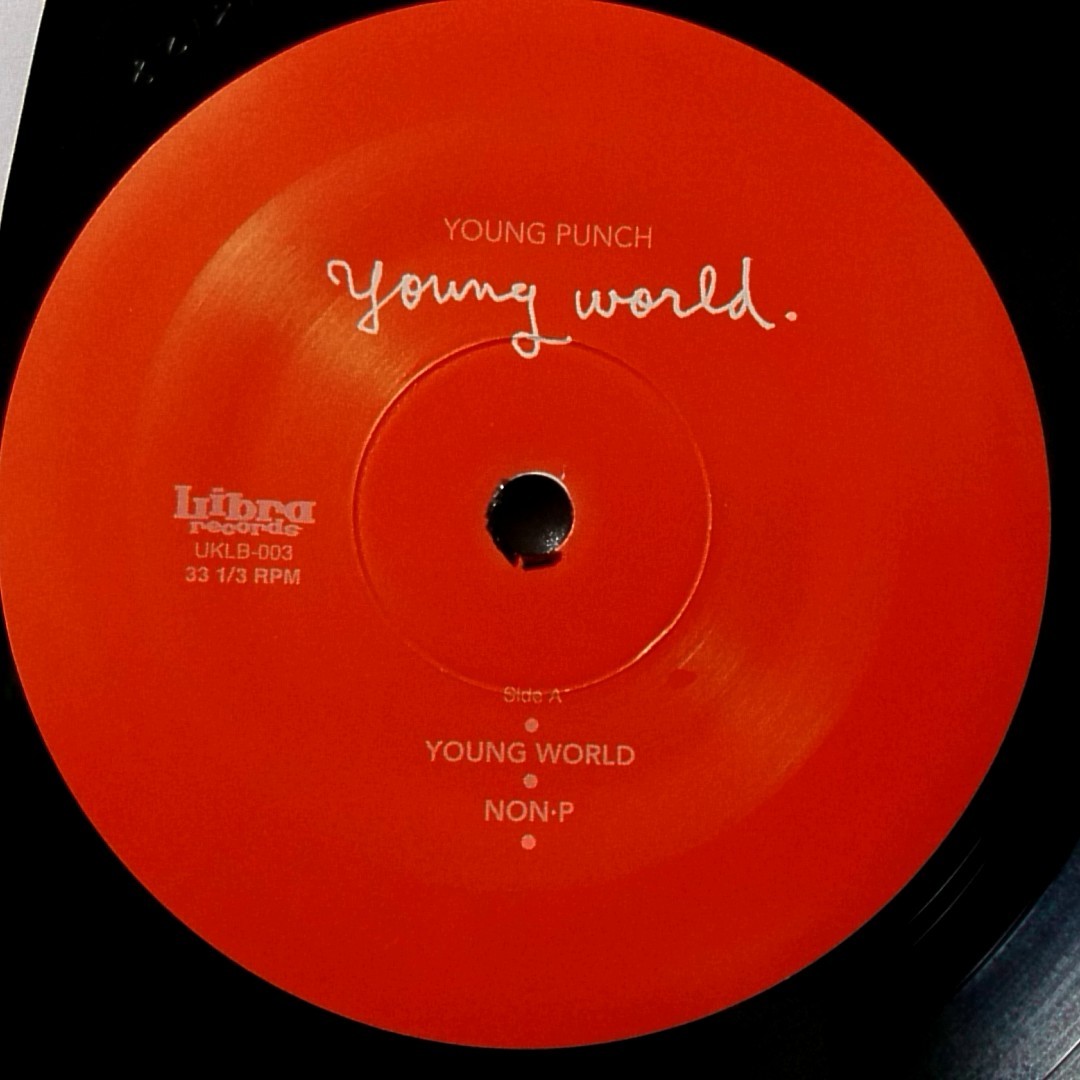 YOUNG PUNCH
Young world.
Libra
records
UKLB-003
33 1/3 RPM
Side A
YOUNG WORLD
NON·P